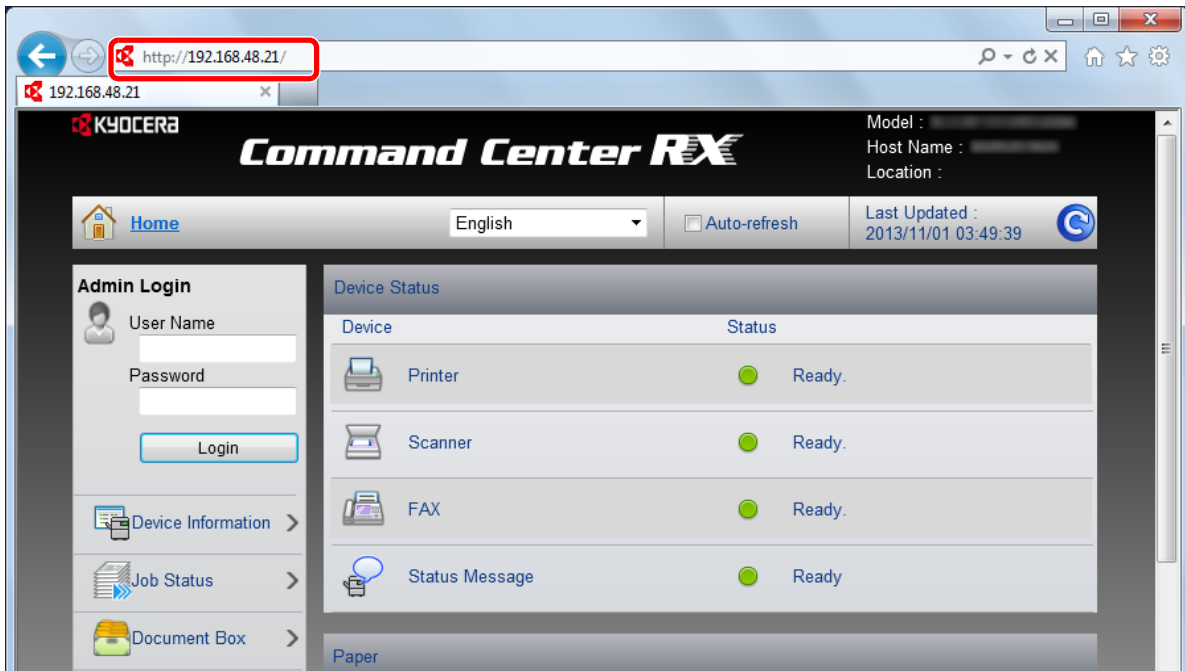 http://192.168.48.21/
192.168.48.21
KYOCERA
Command Center RX
Model :
Host Name :
Location :
Home
English
Auto-refresh
Last Updated :
2013/11/01 03:49:39
Admin Login
User Name
Password
Login
Device Information
Job Status
Document Box
Device Status
Device Status
Printer Ready.
Scanner Ready.
FAX Ready.
Status Message Ready
Paper